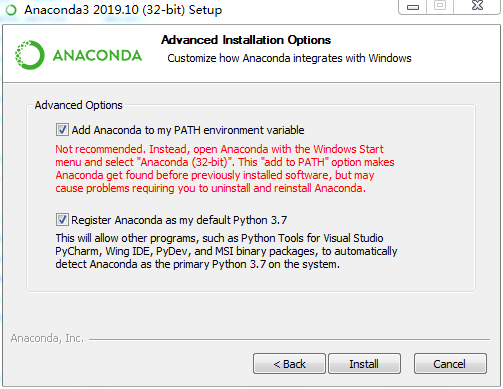 Anaconda3 2019.10 (32-bit) Setup
Advanced Installation Options
Customize how Anaconda integrates with Windows
ANACONDA
Advanced Options
Add Anaconda to my PATH environment variable
Not recommended. Instead, open Anaconda with the Windows Start
menu and select "Anaconda (32-bit)". This "add to PATH" option makes
Anaconda get found before previously installed software, but may
cause problems requiring you to uninstall and reinstall Anaconda.
Register Anaconda as my default Python 3.7
This will allow other programs, such as Python Tools for Visual Studio
PyCharm, Wing IDE, PyDev, and MSI binary packages, to automatically
detect Anaconda as the primary Python 3.7 on the system.
Anaconda, Inc.
< Back
Install
Cancel